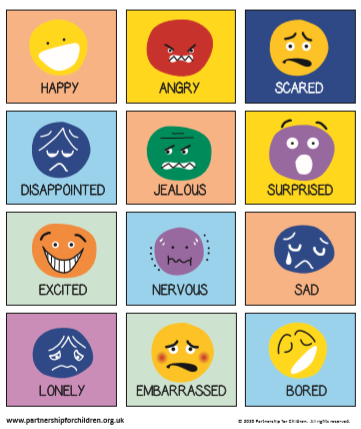 HAPPY ANGRY SCARED
DISAPPOINTED JEALOUS SURPRISED
EXCITED NERVOUS SAD
LONELY EMBARRASSED BORED
www.partnershipforchildren.org.uk © 2020 Partnership for Children. All rights reserved.